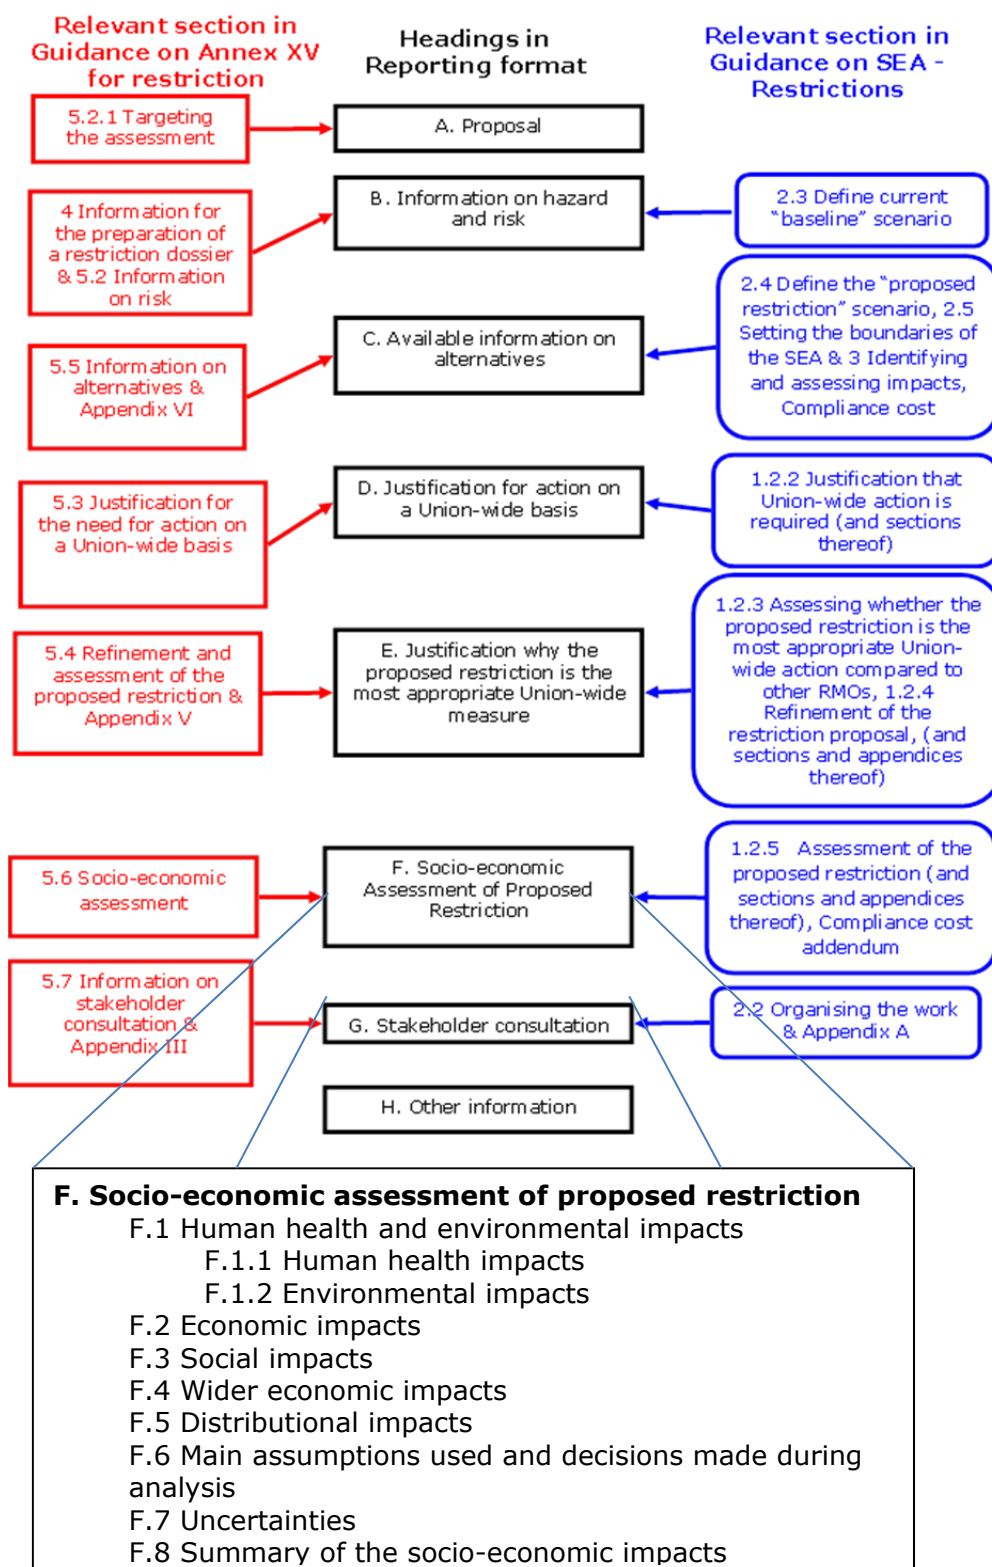 Relevant section in
Guidance on Annex XV
for restriction
Headings in
Reporting format
Relevant section in
Guidance on SEA -
Restrictions
5.2.1 Targeting
the assessment
A. Proposal
4 Information for
the preparation of
a restriction dossier
& 5.2 Information
on risk
B. Information on hazard
and risk
2.3 Define current
"baseline" scenario
5.5 Information on
alternatives &
Appendix VI
C. Available information on
alternatives
2.4 Define the "proposed
restriction" scenario, 2.5
Setting the boundaries of
the SEA & 3 Identifying
and assessing impacts,
Compliance cost
5.3 Justification for
the need for action on
a Union-wide basis
D. Justification for action on
a Union-wide basis
1.2.2 Justification that
Union-wide action is
required (and sections
thereof)
5.4 Refinement and
assessment of the
proposed restriction &
Appendix V
E. Justification why the
proposed restriction is the
most appropriate Union-wide
measure
1.2.3 Assessing whether the
proposed restriction is the
most appropriate Union-
wide action compared to
other RMOs, 1.2.4
Refinement of the
restriction proposal, (and
sections and appendices
thereof)
5.6 Socio-economic
assessment
F. Socio-economic
Assessment of Proposed
Restriction
1.2.5 Assessment of the
proposed restriction (and
sections and appendices
thereof), Compliance cost
addendum
5.7 Information on
stakeholder
consultation &
Appendix III
G. Stakeholder consultation
2.2 Organising the work
& Appendix A
H. Other information
F. Socio-economic assessment of proposed restriction
F.1 Human health and environmental impacts
F.1.1 Human health impacts
F.1.2 Environmental impacts
F.2 Economic impacts
F.3 Social impacts
F.4 Wider economic impacts
F.5 Distributional impacts
F.6 Main assumptions used and decisions made during
analysis
F.7 Uncertainties
F.8 Summary of the socio-economic impacts